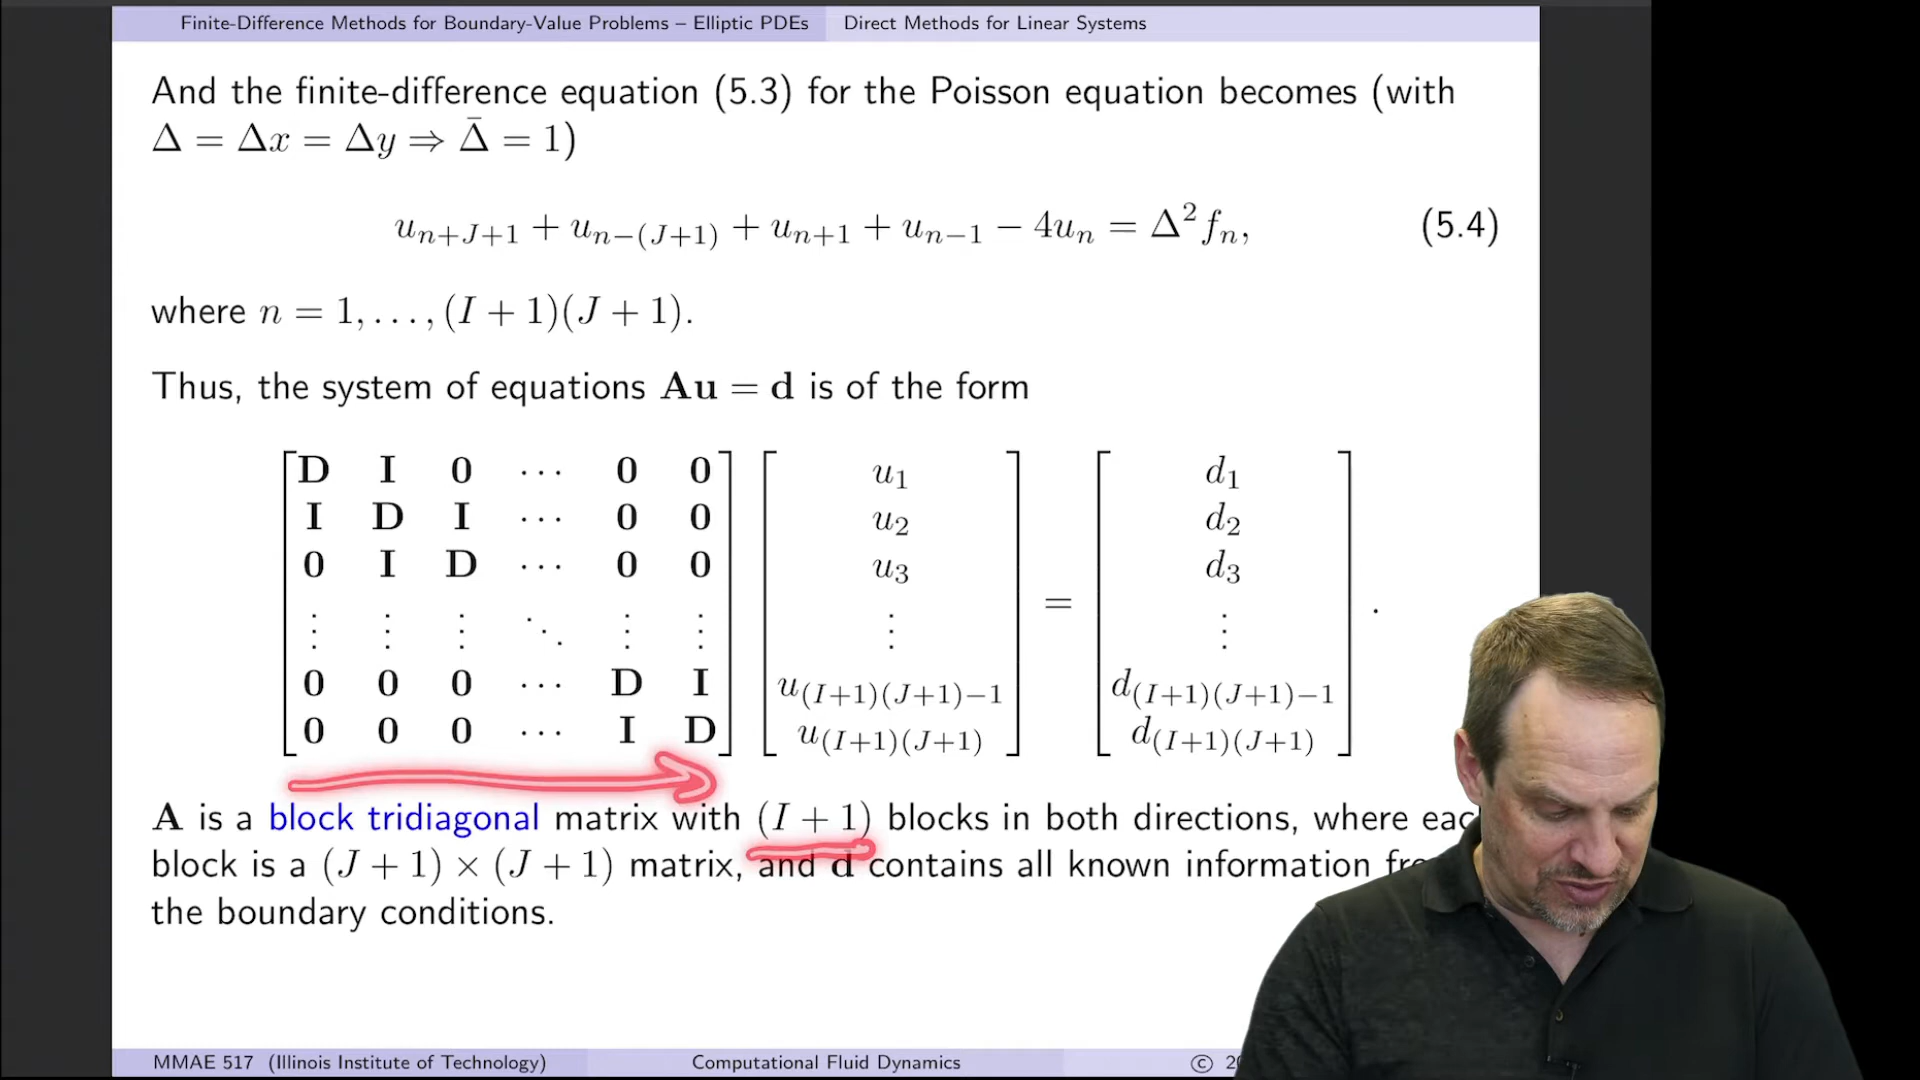 Finite-Difference Methods for Boundary-Value Problems – Elliptic PDEs Direct Methods for Linear Systems
And the finite-difference equation (5.3) for the Poisson equation becomes (with
Δ = Δx = Δy ⇒ Δ̄ = 1)
u_{n+J+1} + u_{n−(J+1)} + u_{n+1} + u_{n−1} − 4u_n = Δ² f_n, (5.4)
where n = 1, . . . , (I + 1)(J + 1).
Thus, the system of equations Au = d is of the form
D I 0 ⋯ 0 0 u_1 d_1
I D I ⋯ 0 0 u_2 d_2
0 I D ⋯ 0 0 u_3 d_3
⋮ ⋮ ⋮ ⋱ ⋮ ⋮ ⋮ = ⋮ .
0 0 0 ⋯ D I u_{(I+1)(J+1)−1} d_{(I+1)(J+1)−1}
0 0 0 ⋯ I D u_{(I+1)(J+1)} d_{(I+1)(J+1)}
A is a block tridiagonal matrix with (I + 1) blocks in both directions, where
block is a (J + 1) × (J + 1) matrix, and d contains all known information
the boundary conditions.
MMAE 517 (Illinois Institute of Technology) Computational Fluid Dynamics ©